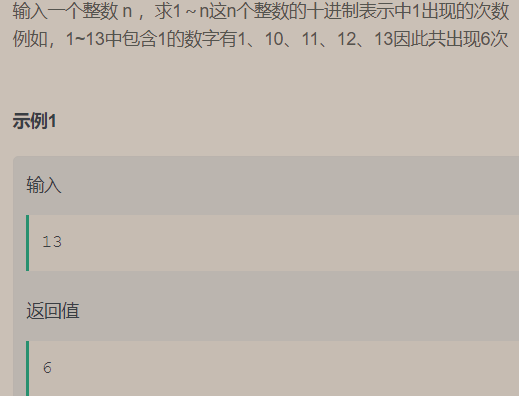 输入一个整数 n ，求1～n这n个整数的十进制表示中1出现的次数
例如，1~13中包含1的数字有1、10、11、12、13因此共出现6次
示例1
输入
13
返回值
6